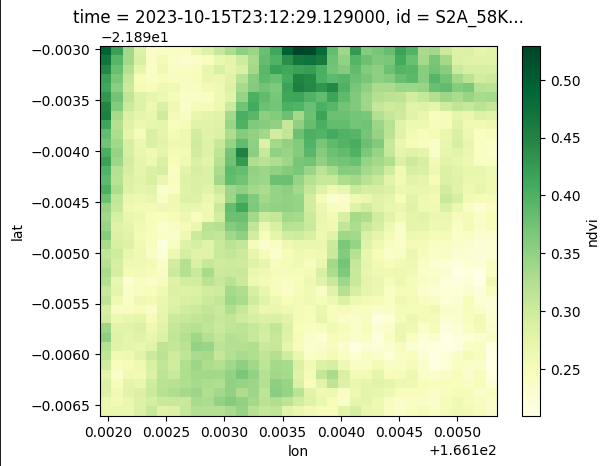 time = 2023-10-15T23:12:29.129000, id = S2A_58K...
−2.189e1
−0.0030
−0.0035
−0.0040
−0.0045
−0.0050
−0.0055
−0.0060
−0.0065
lat
0.0020 0.0025 0.0030 0.0035 0.0040 0.0045 0.0050
lon
+1.661e2
0.50
0.45
0.40
0.35
0.30
0.25
ndvi